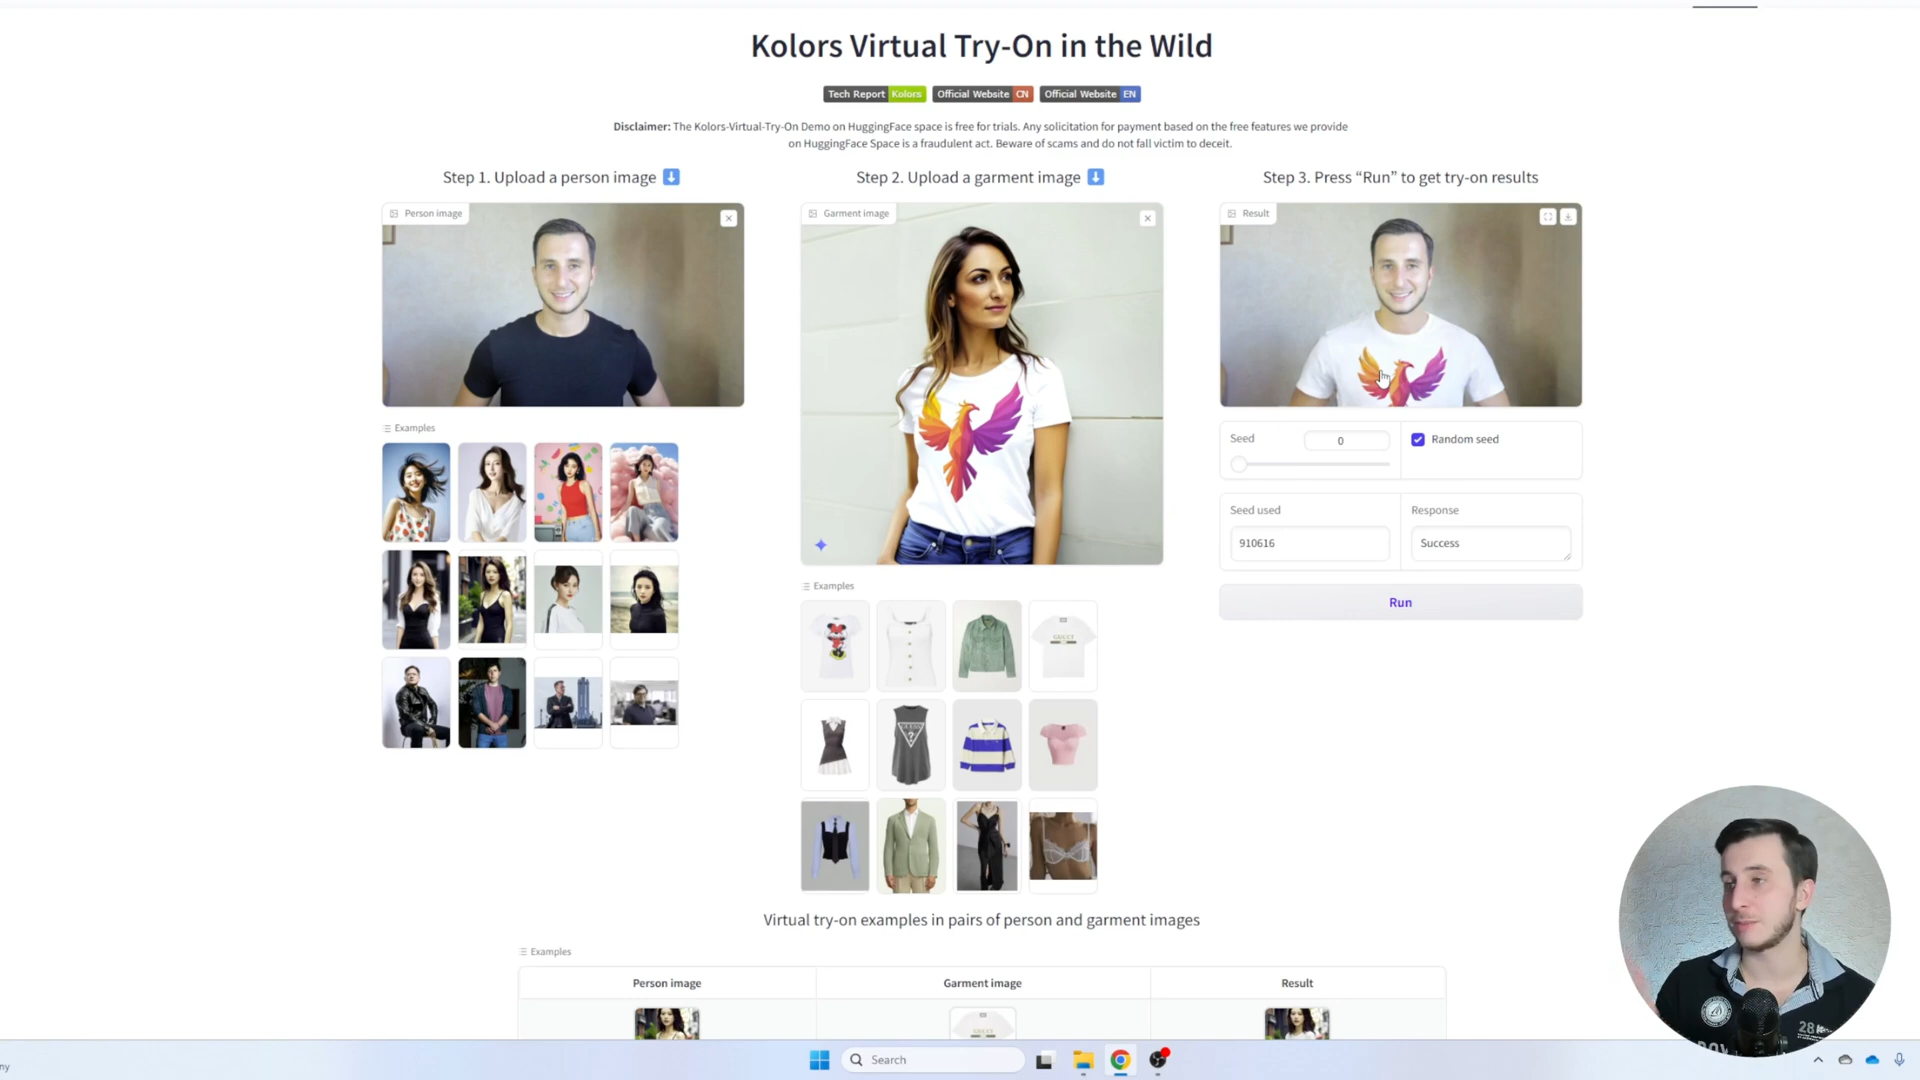 Kolors Virtual Try-On in the Wild
Tech Report Kolors
Official Website CN
Official Website EN
Disclaimer: The Kolors-Virtual-Try-On Demo on HuggingFace space is free for trials. Any solicitation for payment based on the free features we provide
on HuggingFace Space is a fraudulent act. Beware of scams and do not fall victim to deceit.
Step 1. Upload a person image
Step 2. Upload a garment image
Step 3. Press “Run” to get try-on results
Person image
Garment image
Result
Examples
Seed
0
Random seed
Seed used
910616
Response
Success
Run
Examples
GUCCI
?
Virtual try-on examples in pairs of person and garment images
Examples
Person image
Garment image
Result
GUCCI
28
ny
Search